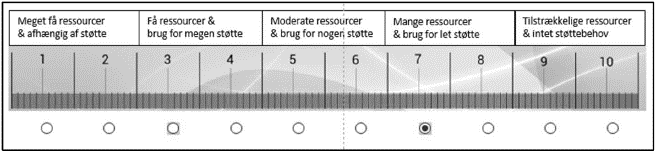 Meget få ressourcer
& afhængig af støtte
Få ressourcer &
brug for megen støtte
Moderate ressourcer
& brug for nogen støtte
Mange ressourcer
& brug for let støtte
Tilstrækkelige ressourcer
& intet støttebehov
1 2 3 4 5 6 7 8 9 10